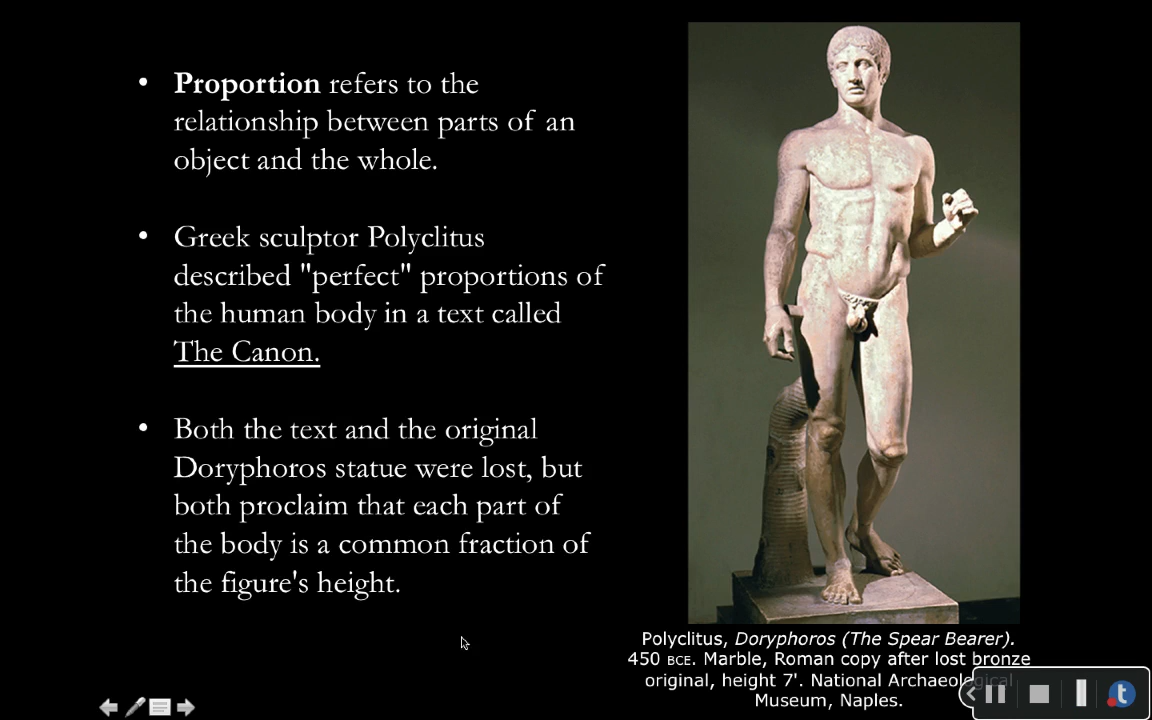 • Proportion refers to the
relationship between parts of an
object and the whole.
• Greek sculptor Polyclitus
described "perfect" proportions of
the human body in a text called
The Canon.
• Both the text and the original
Doryphoros statue were lost, but
both proclaim that each part of
the body is a common fraction of
the figure's height.
Polyclitus, Doryphoros (The Spear Bearer).
450 BCE. Marble, Roman copy after lost bronze
original, height 7'. National Archaeological
Museum, Naples.
t